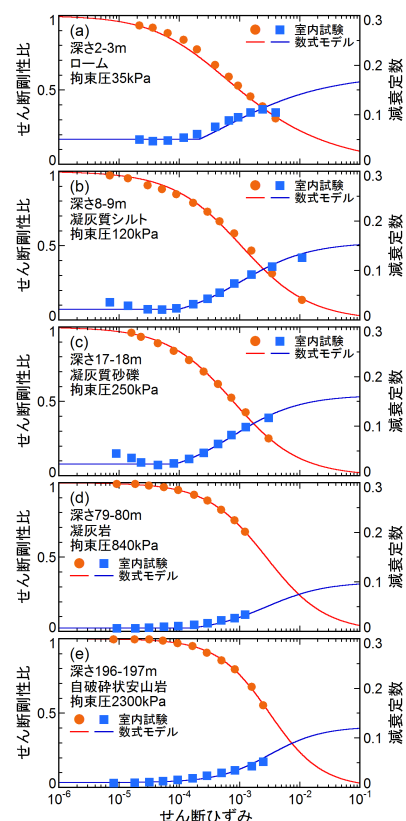 (a)
深さ2-3m
ローム
拘束圧35kPa
室内試験
数式モデル
せん断剛性比
減衰定数
1
0.5
0
0.3
0.2
0.1
0
(b)
深さ8-9m
凝灰質シルト
拘束圧120kPa
室内試験
数式モデル
せん断剛性比
減衰定数
1
0.5
0
0.3
0.2
0.1
0
(c)
深さ17-18m
凝灰質砂礫
拘束圧250kPa
室内試験
数式モデル
せん断剛性比
減衰定数
1
0.5
0
0.3
0.2
0.1
0
(d)
深さ79-80m
凝灰岩
拘束圧840kPa
室内試験
数式モデル
せん断剛性比
減衰定数
1
0.5
0
0.3
0.2
0.1
0
(e)
深さ196-197m
自破砕状安山岩
拘束圧2300kPa
室内試験
数式モデル
せん断剛性比
減衰定数
1
0.5
0
0.3
0.2
0.1
0
10⁻⁶ 10⁻⁵ 10⁻⁴ 10⁻³ 10⁻² 10⁻¹
せん断ひずみ